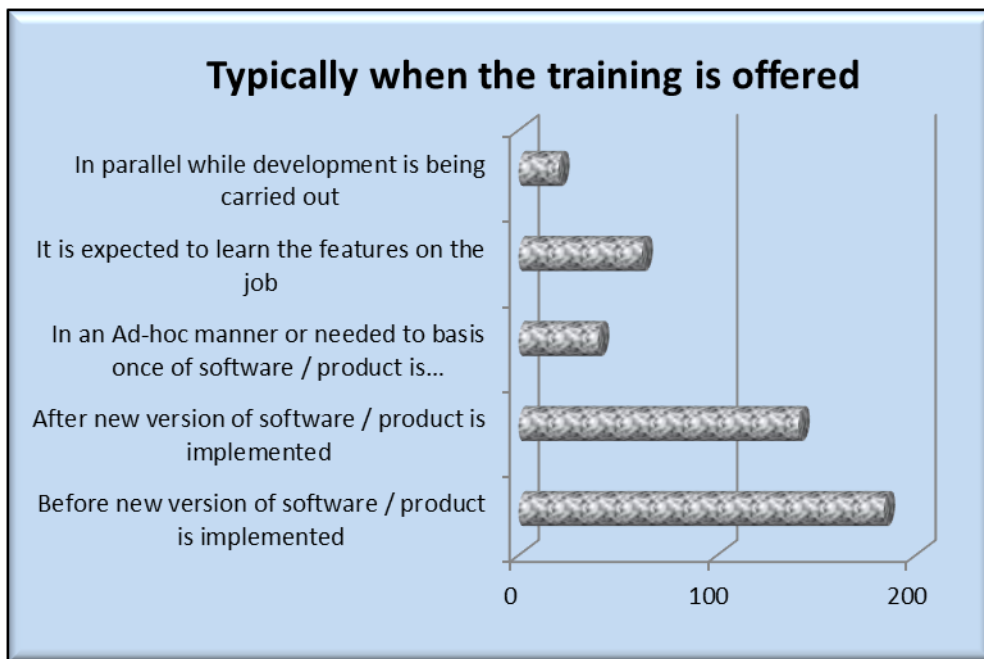 Typically when the training is offered
In parallel while development is being
carried out
It is expected to learn the features on the
job
In an Ad-hoc manner or needed to basis
once of software / product is...
After new version of software / product is
implemented
Before new version of software / product
is implemented
0 100 200